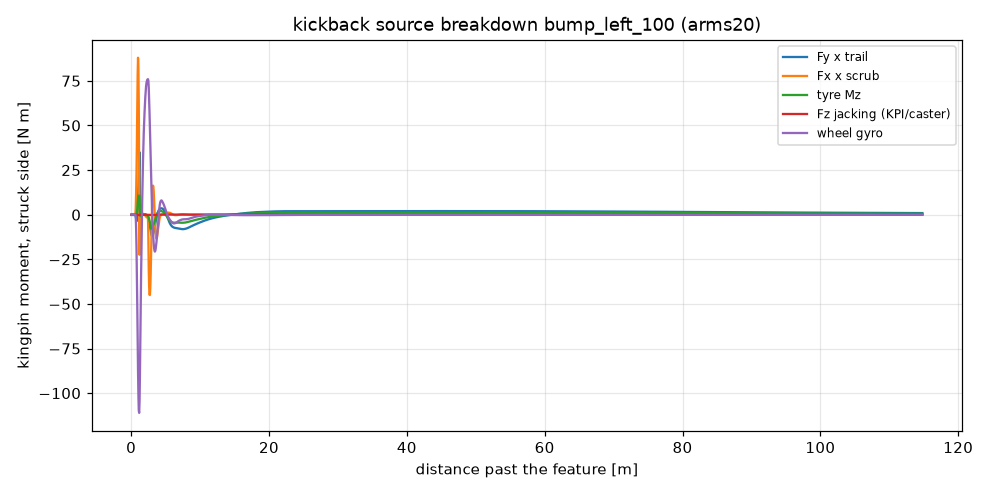 kickback source breakdown bump_left_100 (arms20)
Fy x trail
Fx x scrub
tyre Mz
Fz jacking (KPI/caster)
wheel gyro
kingpin moment, struck side [N m]
75
50
25
0
−25
−50
−75
−100
0 20 40 60 80 100 120
distance past the feature [m]